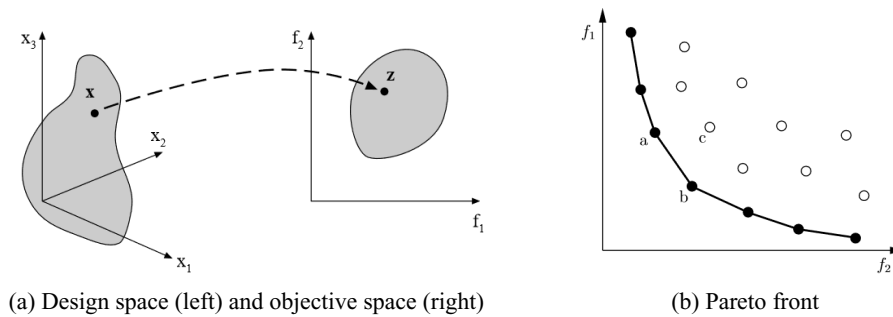 x₃
x
x₂
x₁
f₂
z
f₁
f₁
a
c
b
f₂
(a) Design space (left) and objective space (right)
(b) Pareto front